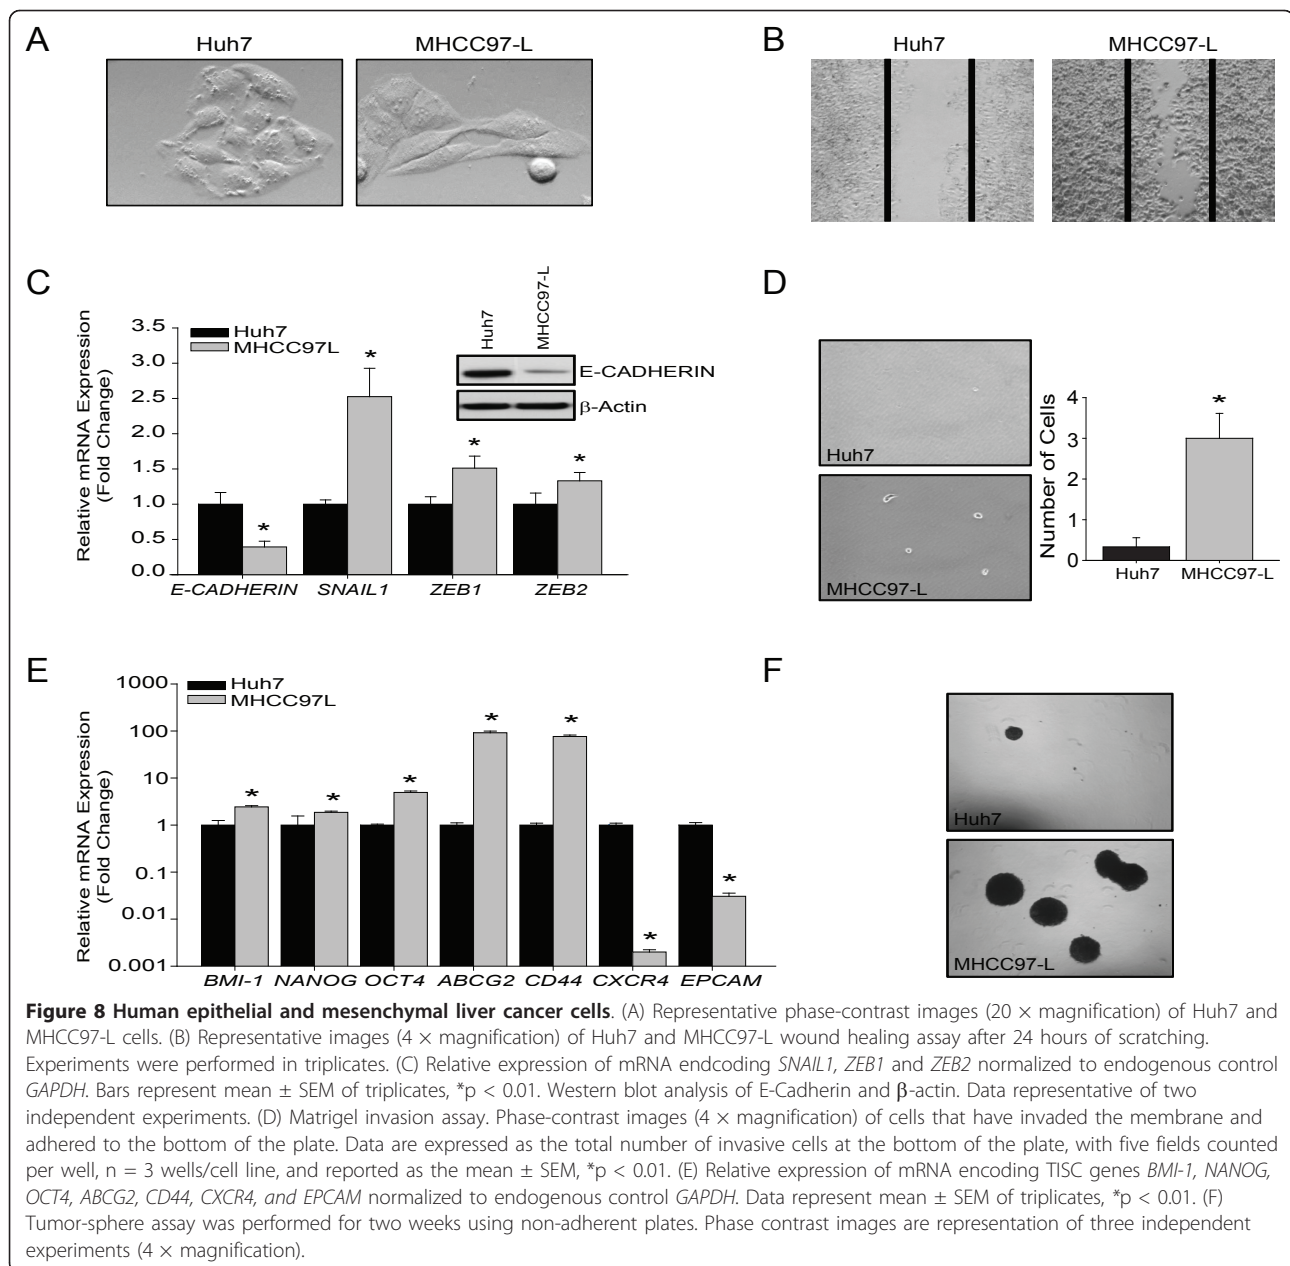 A
Huh7
MHCC97-L
B
Huh7
MHCC97-L
C
Relative mRNA Expression
(Fold Change)
3.5
3.0
2.5
2.0
1.5
1.0
0.5
0.0
Huh7
MHCC97L
*
*
*
*
E-CADHERIN
SNAIL1
ZEB1
ZEB2
Huh7
MHCC97-L
E-CADHERIN
β-Actin
D
Huh7
MHCC97-L
Number of Cells
4
3
2
1
0
*
Huh7
MHCC97-L
E
Relative mRNA Expression
(Fold Change)
1000
100
10
1
0.1
0.01
0.001
Huh7
MHCC97L
*
*
*
*
*
*
*
BMI-1
NANOG
OCT4
ABCG2
CD44
CXCR4
EPCAM
F
Huh7
MHCC97-L
Figure 8 Human epithelial and mesenchymal liver cancer cells. (A) Representative phase-contrast images (20 × magnification) of Huh7 and
MHCC97-L cells. (B) Representative images (4 × magnification) of Huh7 and MHCC97-L wound healing assay after 24 hours of scratching.
Experiments were performed in triplicates. (C) Relative expression of mRNA endcoding SNAIL1, ZEB1 and ZEB2 normalized to endogenous control
GAPDH. Bars represent mean ± SEM of triplicates, *p < 0.01. Western blot analysis of E-Cadherin and β-actin. Data representative of two
independent experiments. (D) Matrigel invasion assay. Phase-contrast images (4 × magnification) of cells that have invaded the membrane and
adhered to the bottom of the plate. Data are expressed as the total number of invasive cells at the bottom of the plate, with five fields counted
per well, n = 3 wells/cell line, and reported as the mean ± SEM, *p < 0.01. (E) Relative expression of mRNA encoding TISC genes BMI-1, NANOG,
OCT4, ABCG2, CD44, CXCR4, and EPCAM normalized to endogenous control GAPDH. Data represent mean ± SEM of triplicates, *p < 0.01. (F)
Tumor-sphere assay was performed for two weeks using non-adherent plates. Phase contrast images are representation of three independent
experiments (4 × magnification).